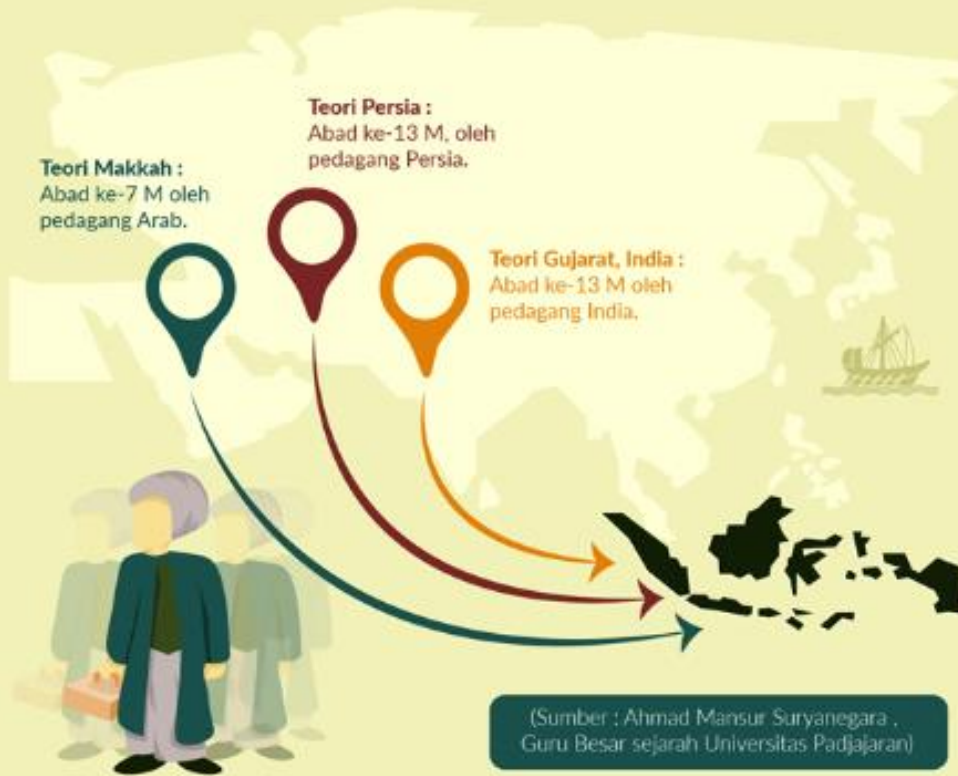 Teori Persia :
Abad ke-13 M, oleh
pedagang Persia.
Teori Makkah :
Abad ke-7 M oleh
pedagang Arab.
Teori Gujarat, India :
Abad ke-13 M oleh
pedagang India.
(Sumber : Ahmad Mansur Suryanegara ,
Guru Besar sejarah Universitas Padjajaran)